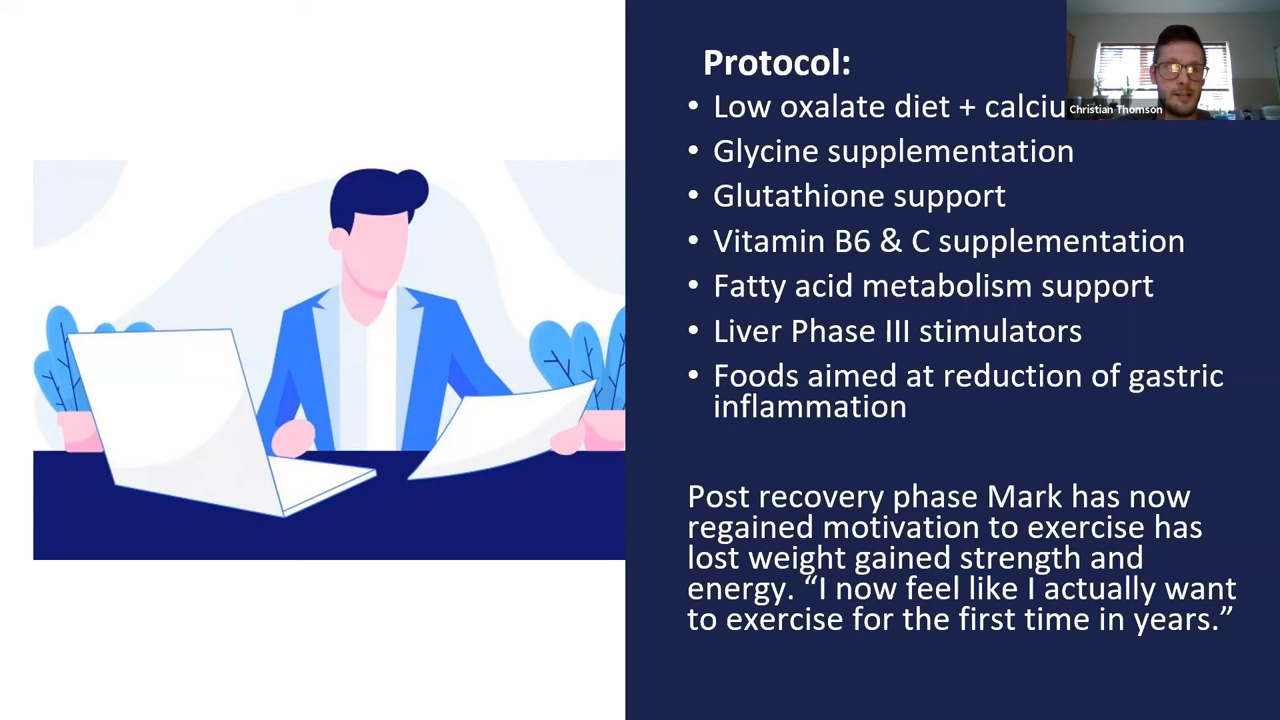 Protocol:
• Low oxalate diet + calciu
Christian Thomson
• Glycine supplementation
• Glutathione support
• Vitamin B6 & C supplementation
• Fatty acid metabolism support
• Liver Phase III stimulators
• Foods aimed at reduction of gastric
inflammation
Post recovery phase Mark has now
regained motivation to exercise has
lost weight gained strength and
energy. “I now feel like I actually want
to exercise for the first time in years.”